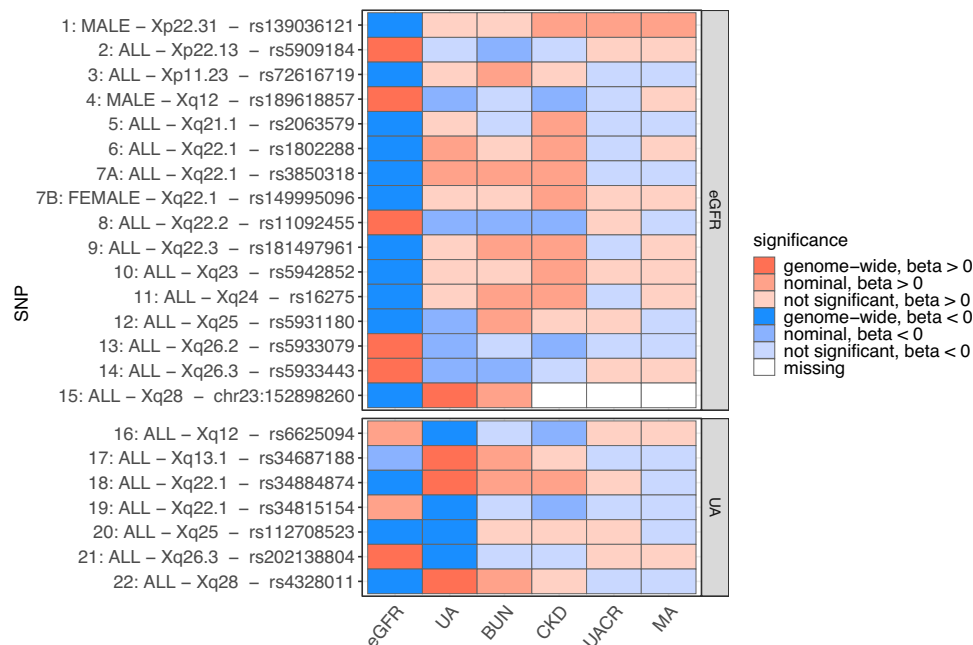 1: MALE – Xp22.31 – rs139036121
2: ALL – Xp22.13 – rs5909184
3: ALL – Xp11.23 – rs72616719
4: MALE – Xq12 – rs189618857
5: ALL – Xq21.1 – rs2063579
6: ALL – Xq22.1 – rs1802288
7A: ALL – Xq22.1 – rs3850318
7B: FEMALE – Xq22.1 – rs149995096
8: ALL – Xq22.2 – rs11092455
9: ALL – Xq22.3 – rs181497961
10: ALL – Xq23 – rs5942852
11: ALL – Xq24 – rs16275
12: ALL – Xq25 – rs5931180
13: ALL – Xq26.2 – rs5933079
14: ALL – Xq26.3 – rs5933443
15: ALL – Xq28 – chr23:152898260
eGFR
SNP
16: ALL – Xq12 – rs6625094
17: ALL – Xq13.1 – rs34687188
18: ALL – Xq22.1 – rs34884874
19: ALL – Xq22.1 – rs34815154
20: ALL – Xq25 – rs112708523
21: ALL – Xq26.3 – rs202138804
22: ALL – Xq28 – rs4328011
UA
eGFR UA BUN CKD UACR MA
significance
genome–wide, beta > 0
nominal, beta > 0
not significant, beta > 0
genome–wide, beta < 0
nominal, beta < 0
not significant, beta < 0
missing